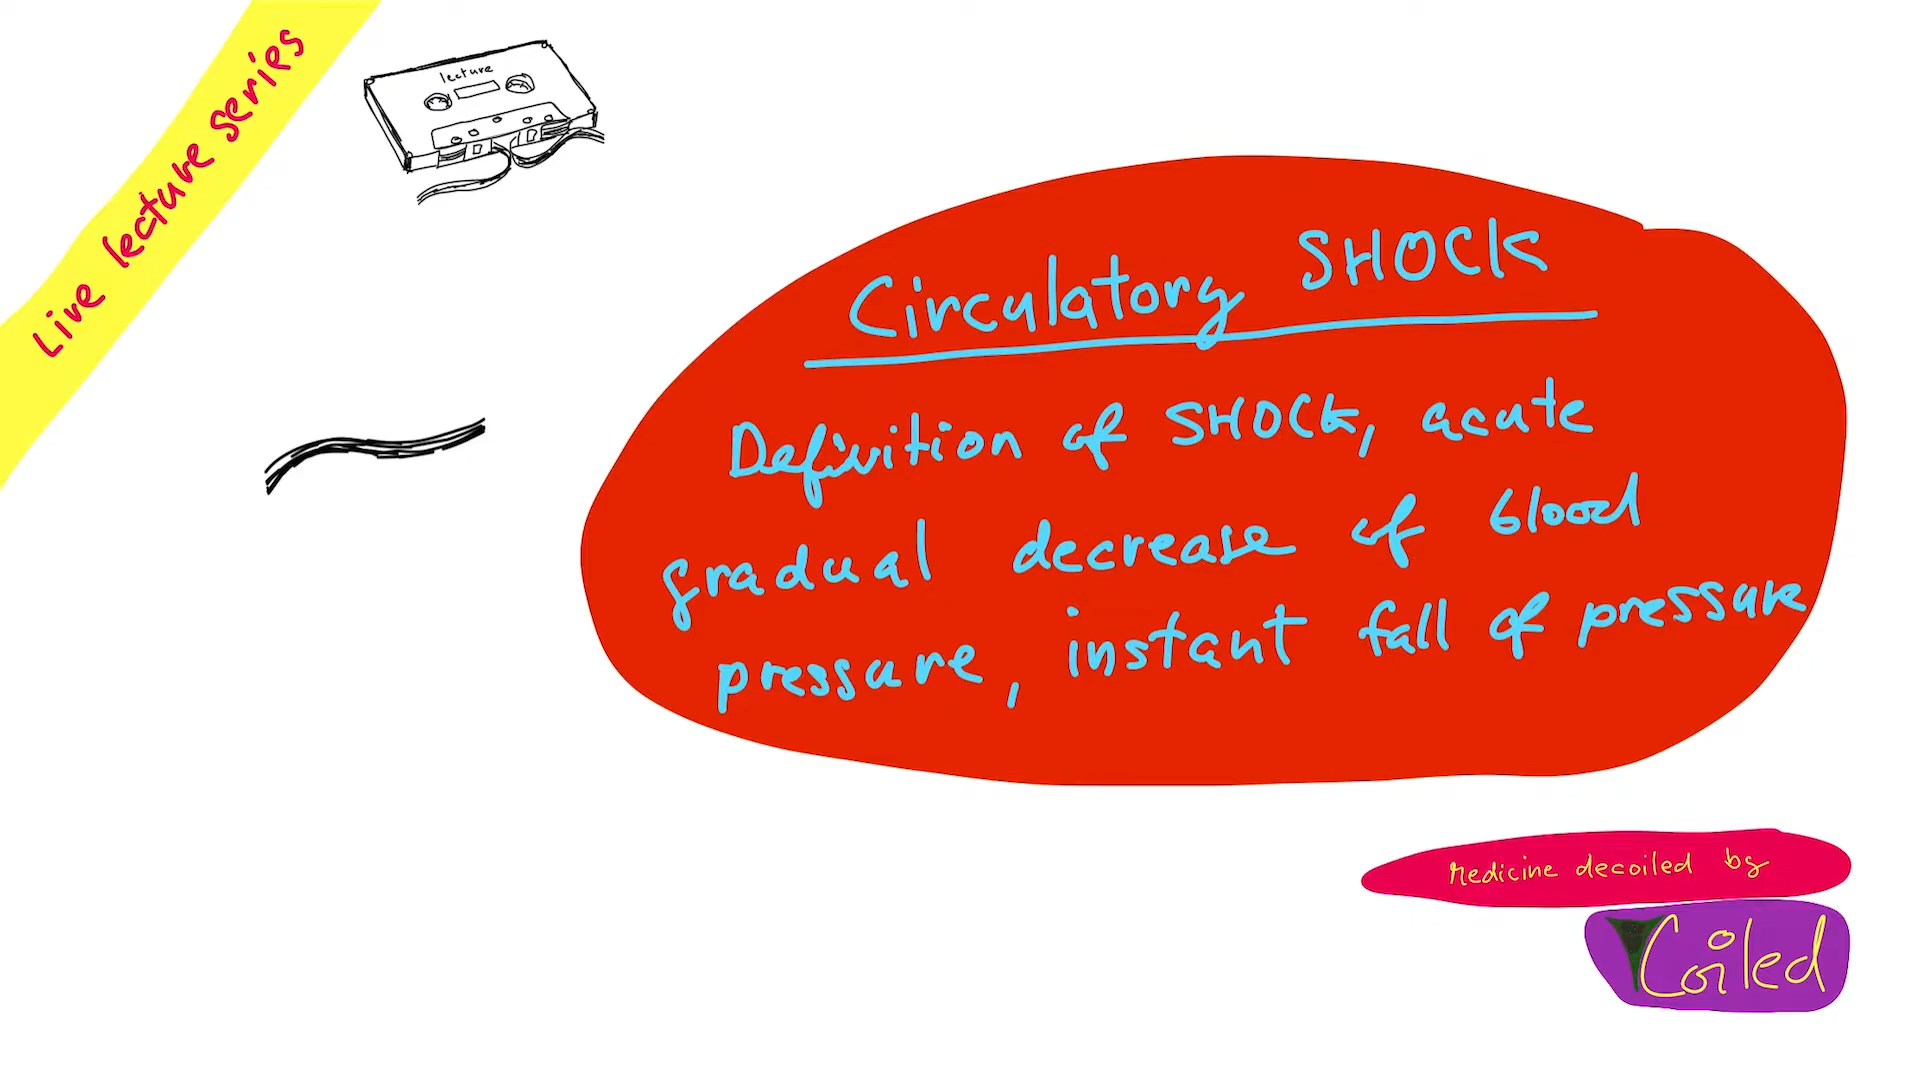 Live lecture series
lecture
Circulatory SHOCK
Definition of SHOCK, acute
gradual decrease of blood
pressure, instant fall of pressure
Medicine decoiled by
Coiled